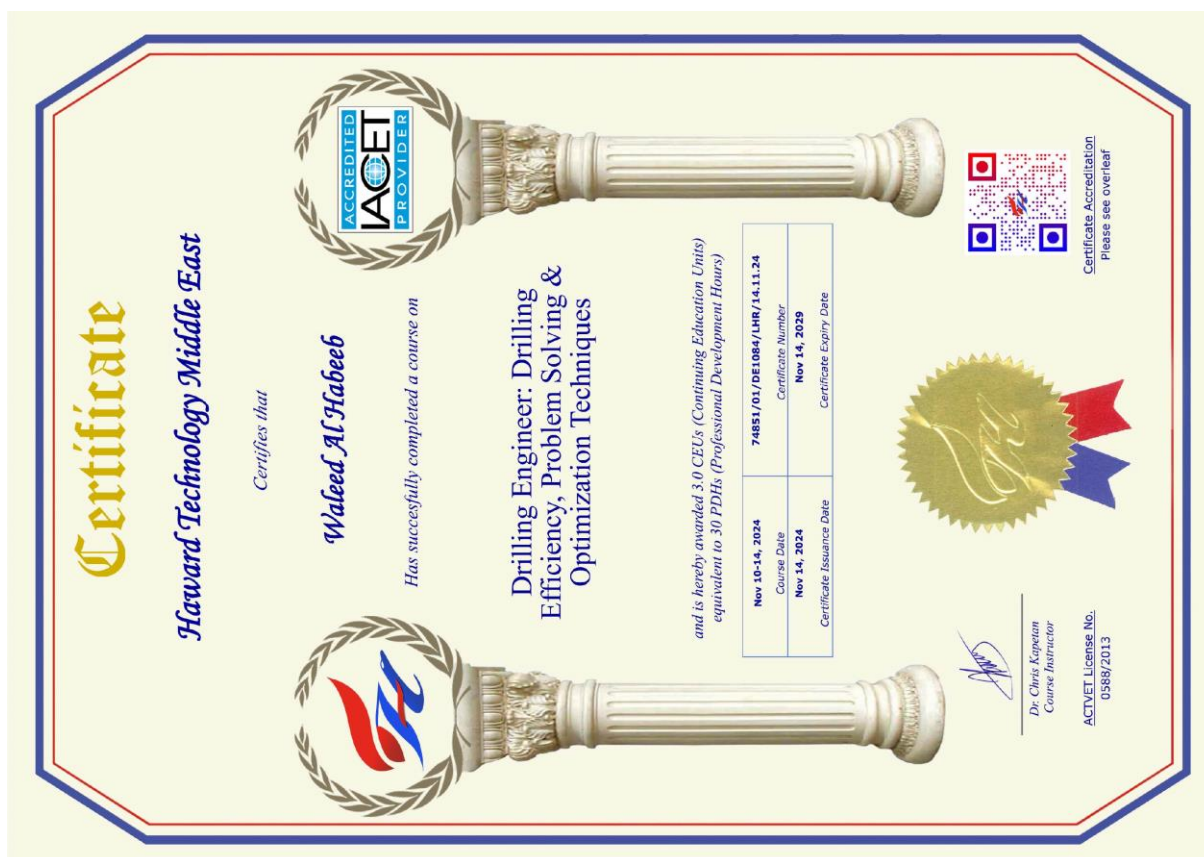 Certificate
Haward Technology Middle East
Certifies that
Waleed Al Habeeb
ACCREDITED
IACET
PROVIDER
Has succesfully completed a course on
Drilling Engineer: Drilling
Efficiency, Problem Solving &
Optimization Techniques
and is hereby awarded 3.0 CEUs (Continuing Education Units)
equivalent to 30 PDHs (Professional Development Hours)
Nov 10-14, 2024
Course Date
74851/01/DE1084/LHR/14.11.24
Certificate Number
Nov 14, 2024
Certificate Issuance Date
Nov 14, 2029
Certificate Expiry Date
Dr. Chris Kapetan
Course Instructor
ACTVET License No.
0588/2013
Certificate Accreditation
Please see overleaf